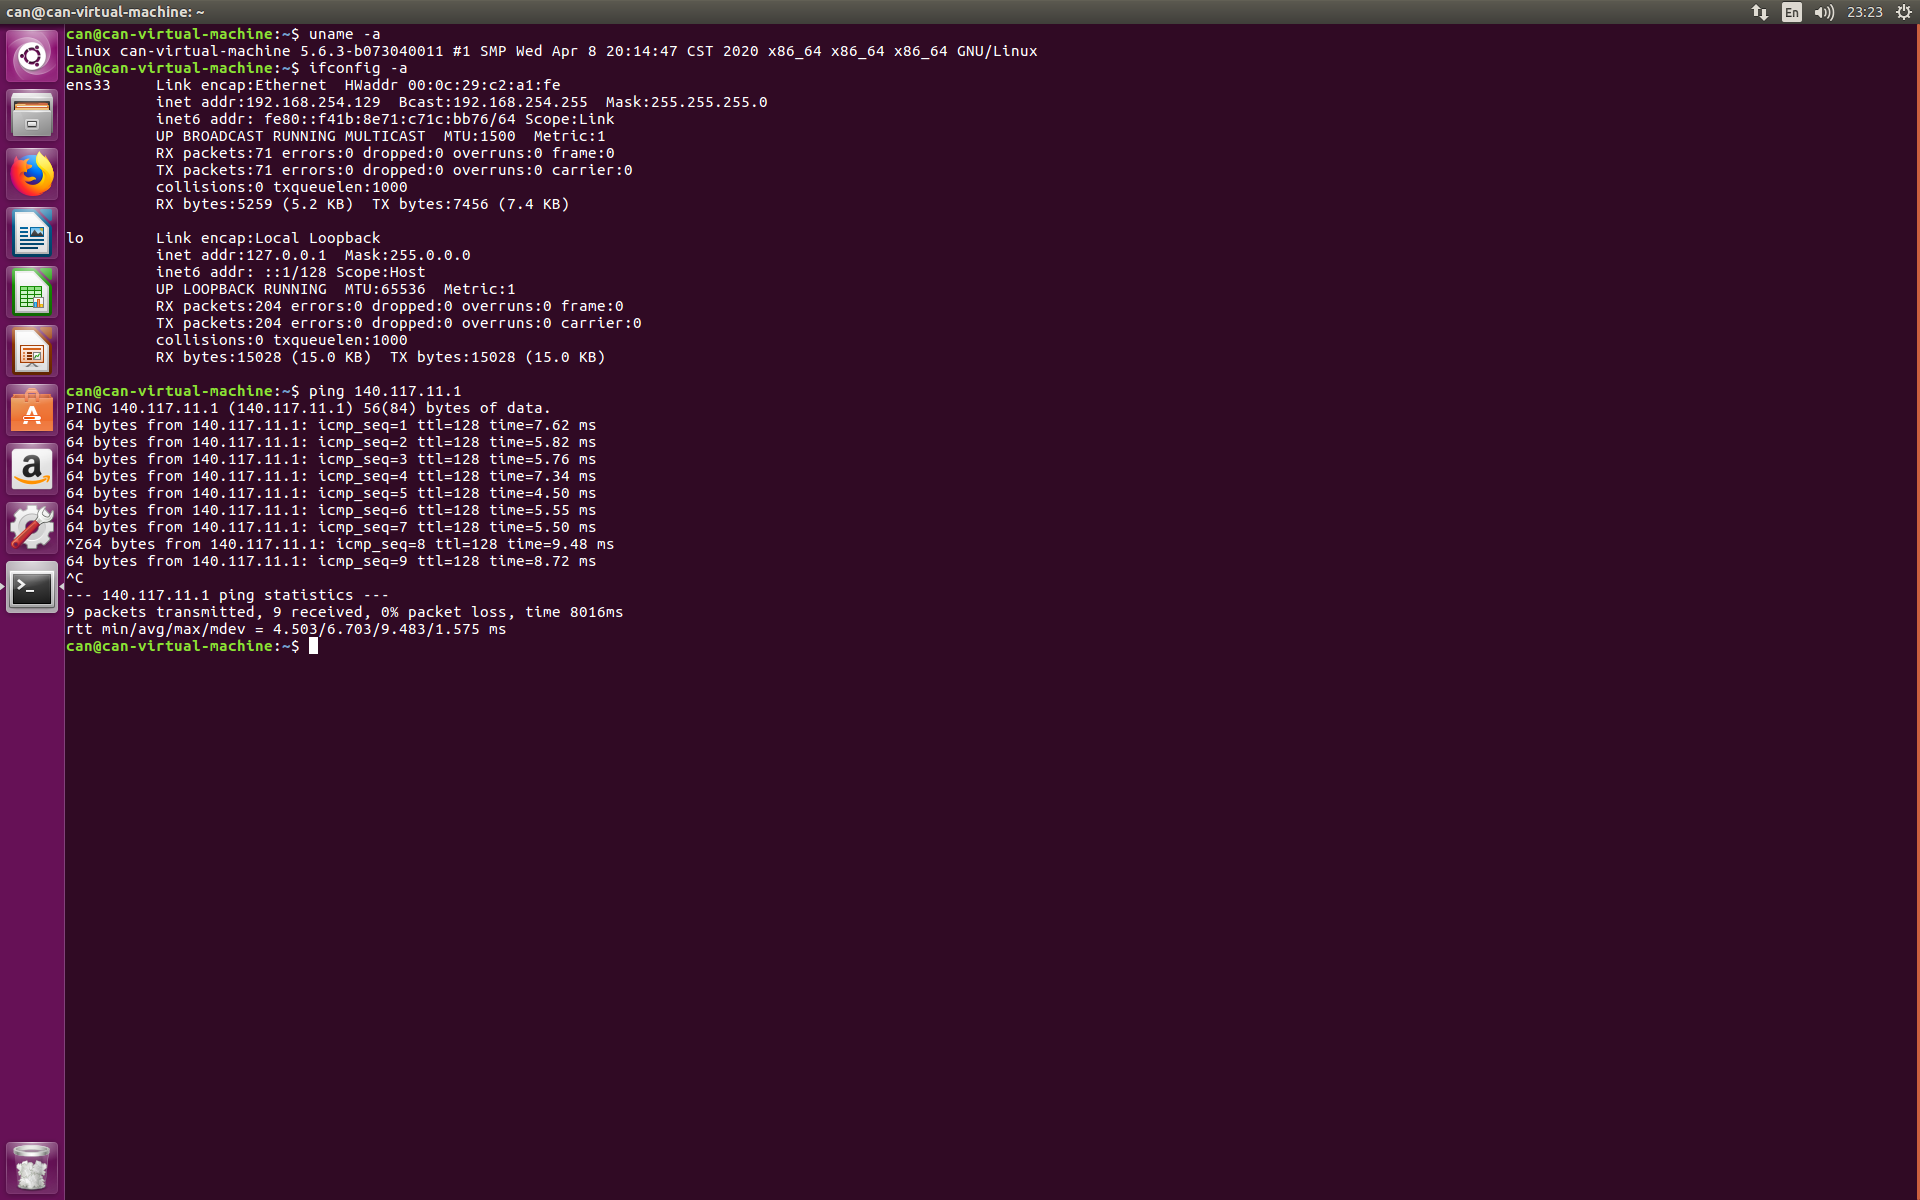 can@can-virtual-machine: ~
En
23:23
can@can-virtual-machine:~$ uname -a
Linux can-virtual-machine 5.6.3-b073040011 #1 SMP Wed Apr 8 20:14:47 CST 2020 x86_64 x86_64 x86_64 GNU/Linux
can@can-virtual-machine:~$ ifconfig -a
ens33     Link encap:Ethernet  HWaddr 00:0c:29:c2:a1:fe
          inet addr:192.168.254.129  Bcast:192.168.254.255  Mask:255.255.255.0
          inet6 addr: fe80::f41b:8e71:c71c:bb76/64 Scope:Link
          UP BROADCAST RUNNING MULTICAST  MTU:1500  Metric:1
          RX packets:71 errors:0 dropped:0 overruns:0 frame:0
          TX packets:71 errors:0 dropped:0 overruns:0 carrier:0
          collisions:0 txqueuelen:1000
          RX bytes:5259 (5.2 KB)  TX bytes:7456 (7.4 KB)
lo        Link encap:Local Loopback
          inet addr:127.0.0.1  Mask:255.0.0.0
          inet6 addr: ::1/128 Scope:Host
          UP LOOPBACK RUNNING  MTU:65536  Metric:1
          RX packets:204 errors:0 dropped:0 overruns:0 frame:0
          TX packets:204 errors:0 dropped:0 overruns:0 carrier:0
          collisions:0 txqueuelen:1000
          RX bytes:15028 (15.0 KB)  TX bytes:15028 (15.0 KB)
can@can-virtual-machine:~$ ping 140.117.11.1
PING 140.117.11.1 (140.117.11.1) 56(84) bytes of data.
64 bytes from 140.117.11.1: icmp_seq=1 ttl=128 time=7.62 ms
64 bytes from 140.117.11.1: icmp_seq=2 ttl=128 time=5.82 ms
64 bytes from 140.117.11.1: icmp_seq=3 ttl=128 time=5.76 ms
64 bytes from 140.117.11.1: icmp_seq=4 ttl=128 time=7.34 ms
64 bytes from 140.117.11.1: icmp_seq=5 ttl=128 time=4.50 ms
64 bytes from 140.117.11.1: icmp_seq=6 ttl=128 time=5.55 ms
64 bytes from 140.117.11.1: icmp_seq=7 ttl=128 time=5.50 ms
^Z64 bytes from 140.117.11.1: icmp_seq=8 ttl=128 time=9.48 ms
64 bytes from 140.117.11.1: icmp_seq=9 ttl=128 time=8.72 ms
^C
--- 140.117.11.1 ping statistics ---
9 packets transmitted, 9 received, 0% packet loss, time 8016ms
rtt min/avg/max/mdev = 4.503/6.703/9.483/1.575 ms
can@can-virtual-machine:~$